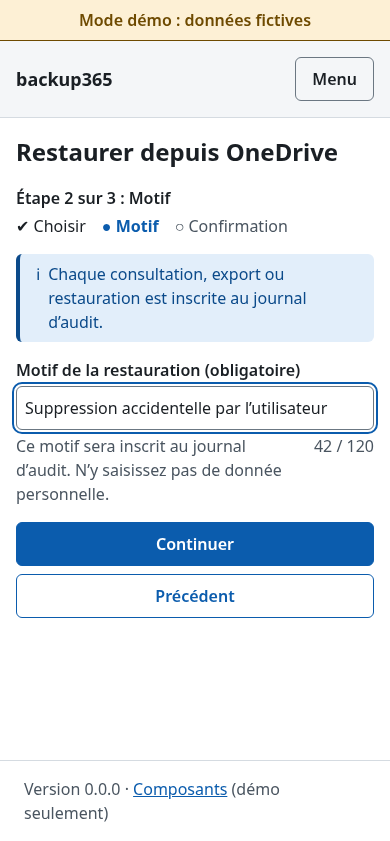 Mode démo : données fictives
backup365
Menu
Restaurer depuis OneDrive
Étape 2 sur 3 : Motif
✔ Choisir ● Motif ○ Confirmation
i Chaque consultation, export ou
restauration est inscrite au journal
d’audit.
Motif de la restauration (obligatoire)
Suppression accidentelle par l’utilisateur
Ce motif sera inscrit au journal
d’audit. N’y saisissez pas de donnée
personnelle.
42 / 120
Continuer
Précédent
Version 0.0.0 · Composants (démo
seulement)